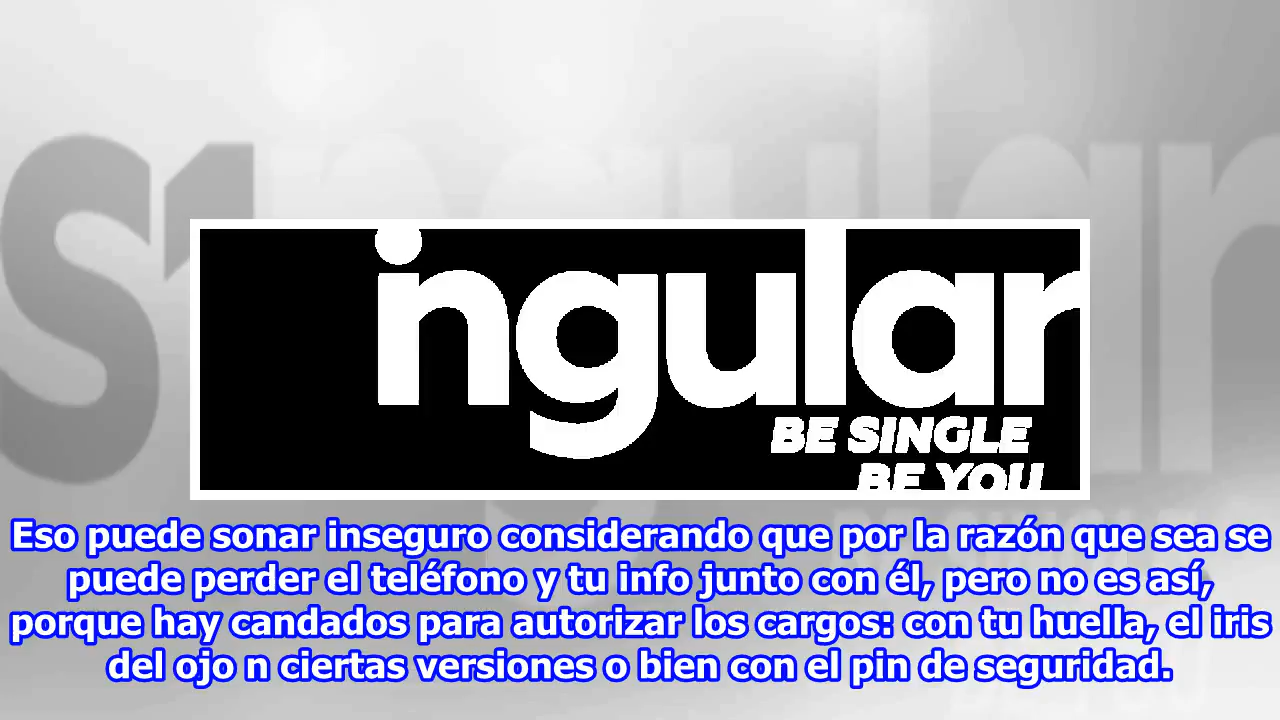 s1ngular
ingular
BE SINGLE
BE YOU
Eso puede sonar inseguro considerando que por la razón que sea se
puede perder el teléfono y tu info junto con él, pero no es así,
porque hay candados para autorizar los cargos: con tu huella, el iris
del ojo n ciertas versiones o bien con el pin de seguridad.